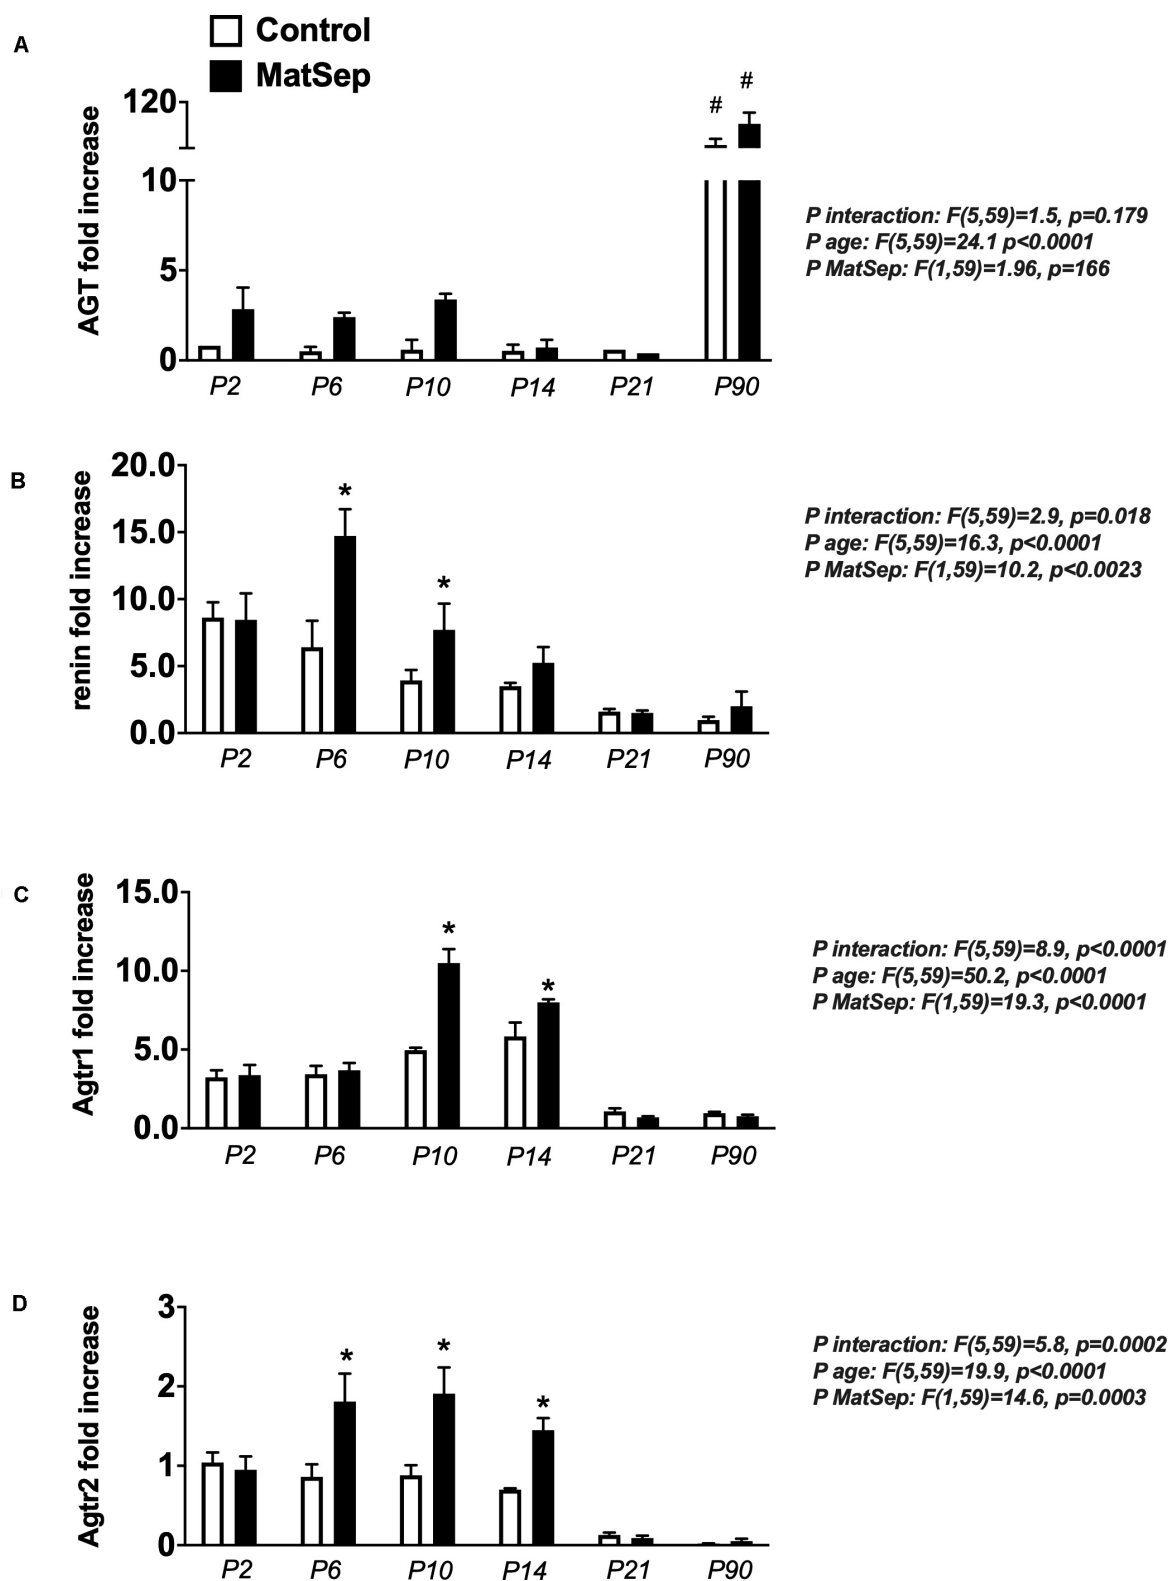 Control
MatSep
A
AGT fold increase
120
10
5
0
#
#
P2 P6 P10 P14 P21 P90
P interaction: F(5,59)=1.5, p=0.179
P age: F(5,59)=24.1 p<0.0001
P MatSep: F(1,59)=1.96, p=166
B
renin fold increase
20.0
15.0
10.0
5.0
0.0
*
*
P2 P6 P10 P14 P21 P90
P interaction: F(5,59)=2.9, p=0.018
P age: F(5,59)=16.3, p<0.0001
P MatSep: F(1,59)=10.2, p<0.0023
C
Agtr1 fold increase
15.0
10.0
5.0
0.0
*
*
P2 P6 P10 P14 P21 P90
P interaction: F(5,59)=8.9, p<0.0001
P age: F(5,59)=50.2, p<0.0001
P MatSep: F(1,59)=19.3, p<0.0001
D
Agtr2 fold increase
3
2
1
0
*
*
*
P2 P6 P10 P14 P21 P90
P interaction: F(5,59)=5.8, p=0.0002
P age: F(5,59)=19.9, p<0.0001
P MatSep: F(1,59)=14.6, p=0.0003